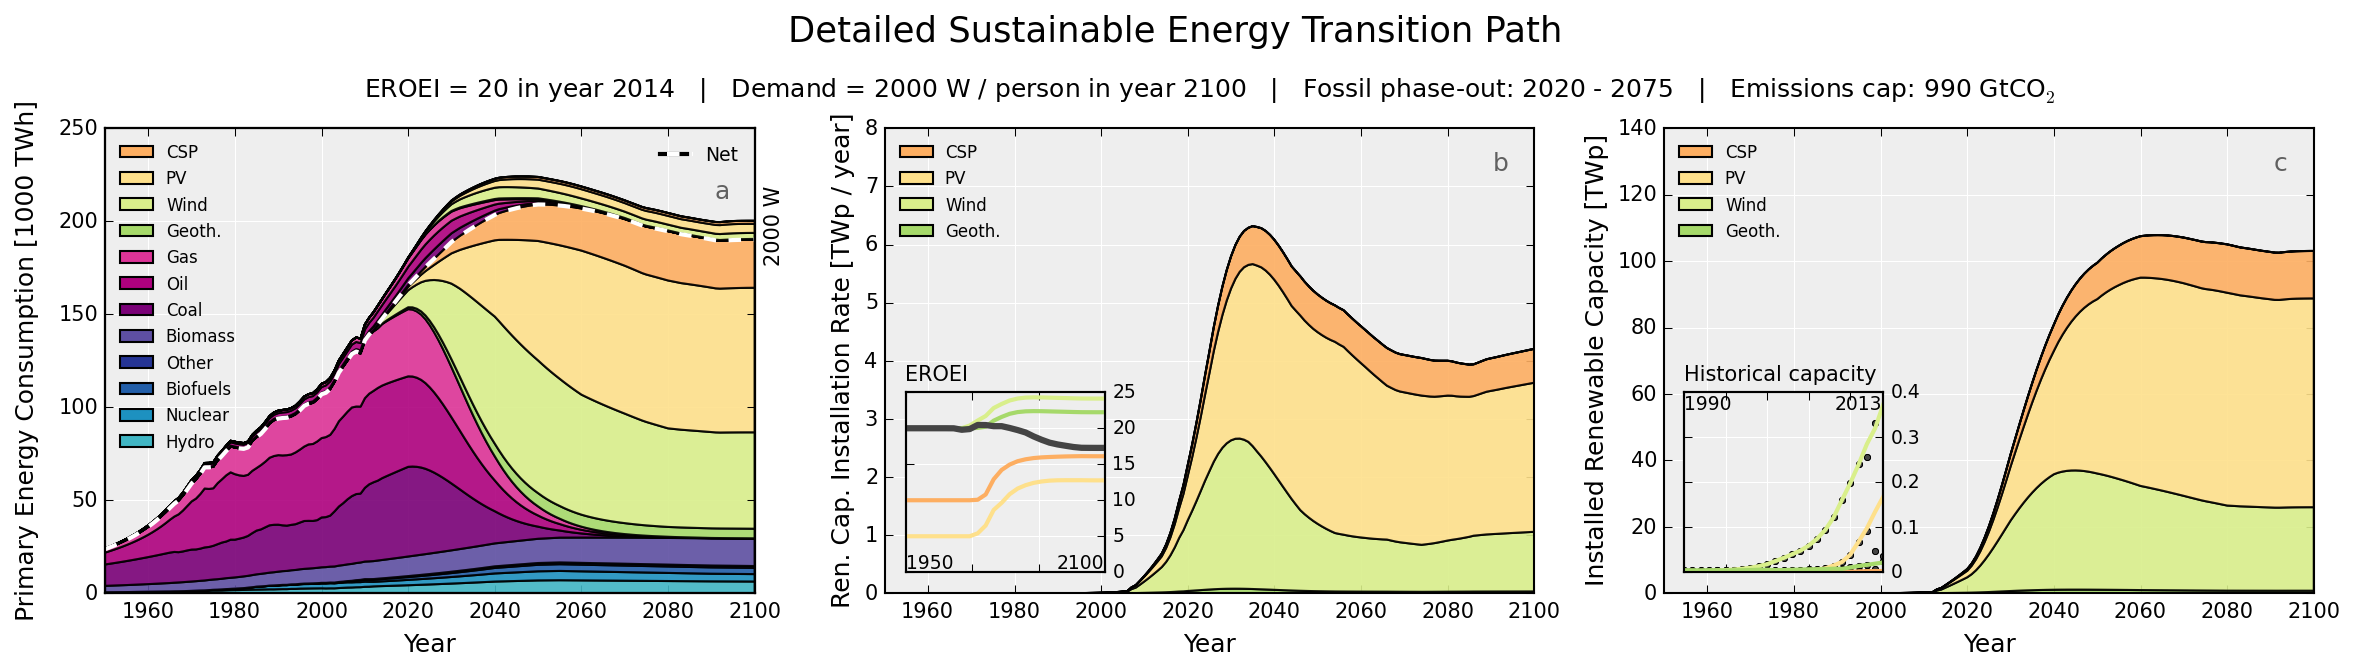 Detailed Sustainable Energy Transition Path
EROEI = 20 in year 2014 | Demand = 2000 W / person in year 2100 | Fossil phase-out: 2020 - 2075 | Emissions cap: 990 GtCO₂
Primary Energy Consumption [1000 TWh]
250
200
150
100
50
0
CSP
PV
Wind
Geoth.
Gas
Oil
Coal
Biomass
Other
Biofuels
Nuclear
Hydro
Net
a
2000 W
1960 1980 2000 2020 2040 2060 2080 2100
Year
Ren. Cap. Installation Rate [TWp / year]
8
7
6
5
4
3
2
1
0
CSP
PV
Wind
Geoth.
b
EROEI
25
20
15
10
5
0
1950 2100
1960 1980 2000 2020 2040 2060 2080 2100
Year
Installed Renewable Capacity [TWp]
140
120
100
80
60
40
20
0
CSP
PV
Wind
Geoth.
c
Historical capacity
1990 2013
0.4
0.3
0.2
0.1
0
1960 1980 2000 2020 2040 2060 2080 2100
Year